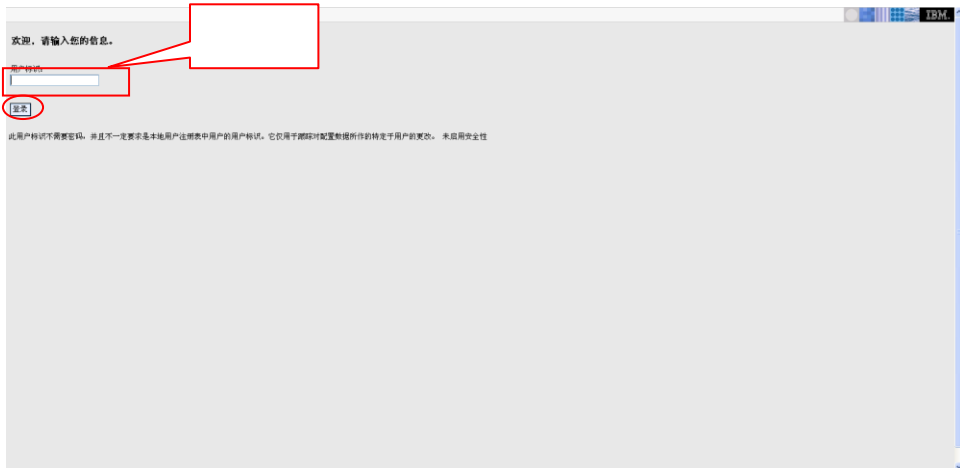 IBM.
欢迎，请输入您的信息。
用户标识：
登录
此用户标识不需要密码，并且不一定要求是本地用户注册表中用户的用户标识。它仅用于跟踪对配置数据所作的特定于用户的更改。 未启用安全性